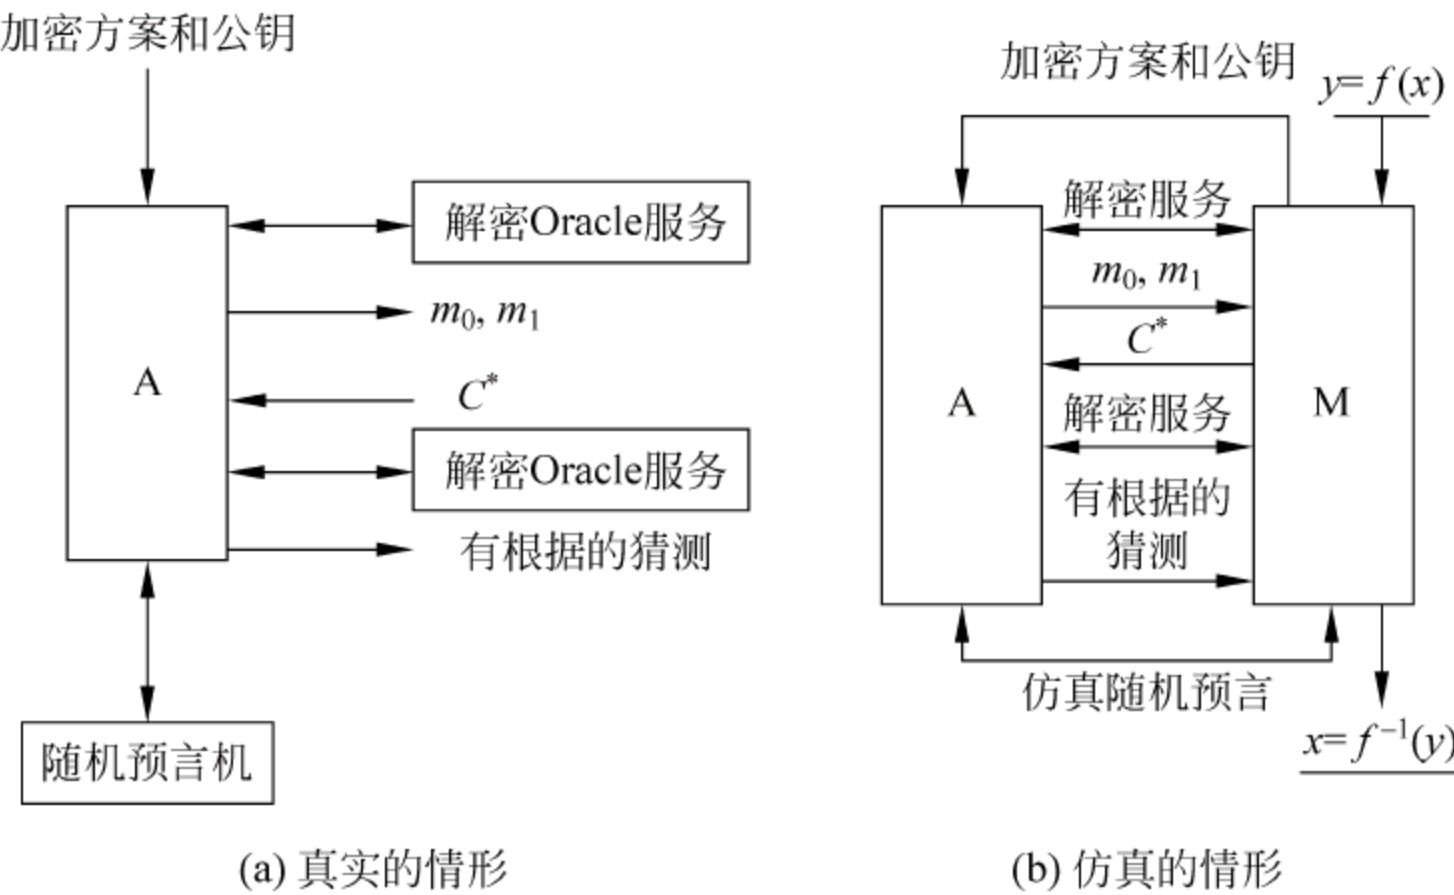 加密方案和公钥
解密Oracle服务
A
m₀, m₁
C*
解密Oracle服务
有根据的猜测
随机预言机
(a) 真实的情形
加密方案和公钥
y=f(x)
解密服务
m₀, m₁
C*
A
M
解密服务
有根据的
猜测
仿真随机预言
x=f⁻¹(y)
(b) 仿真的情形